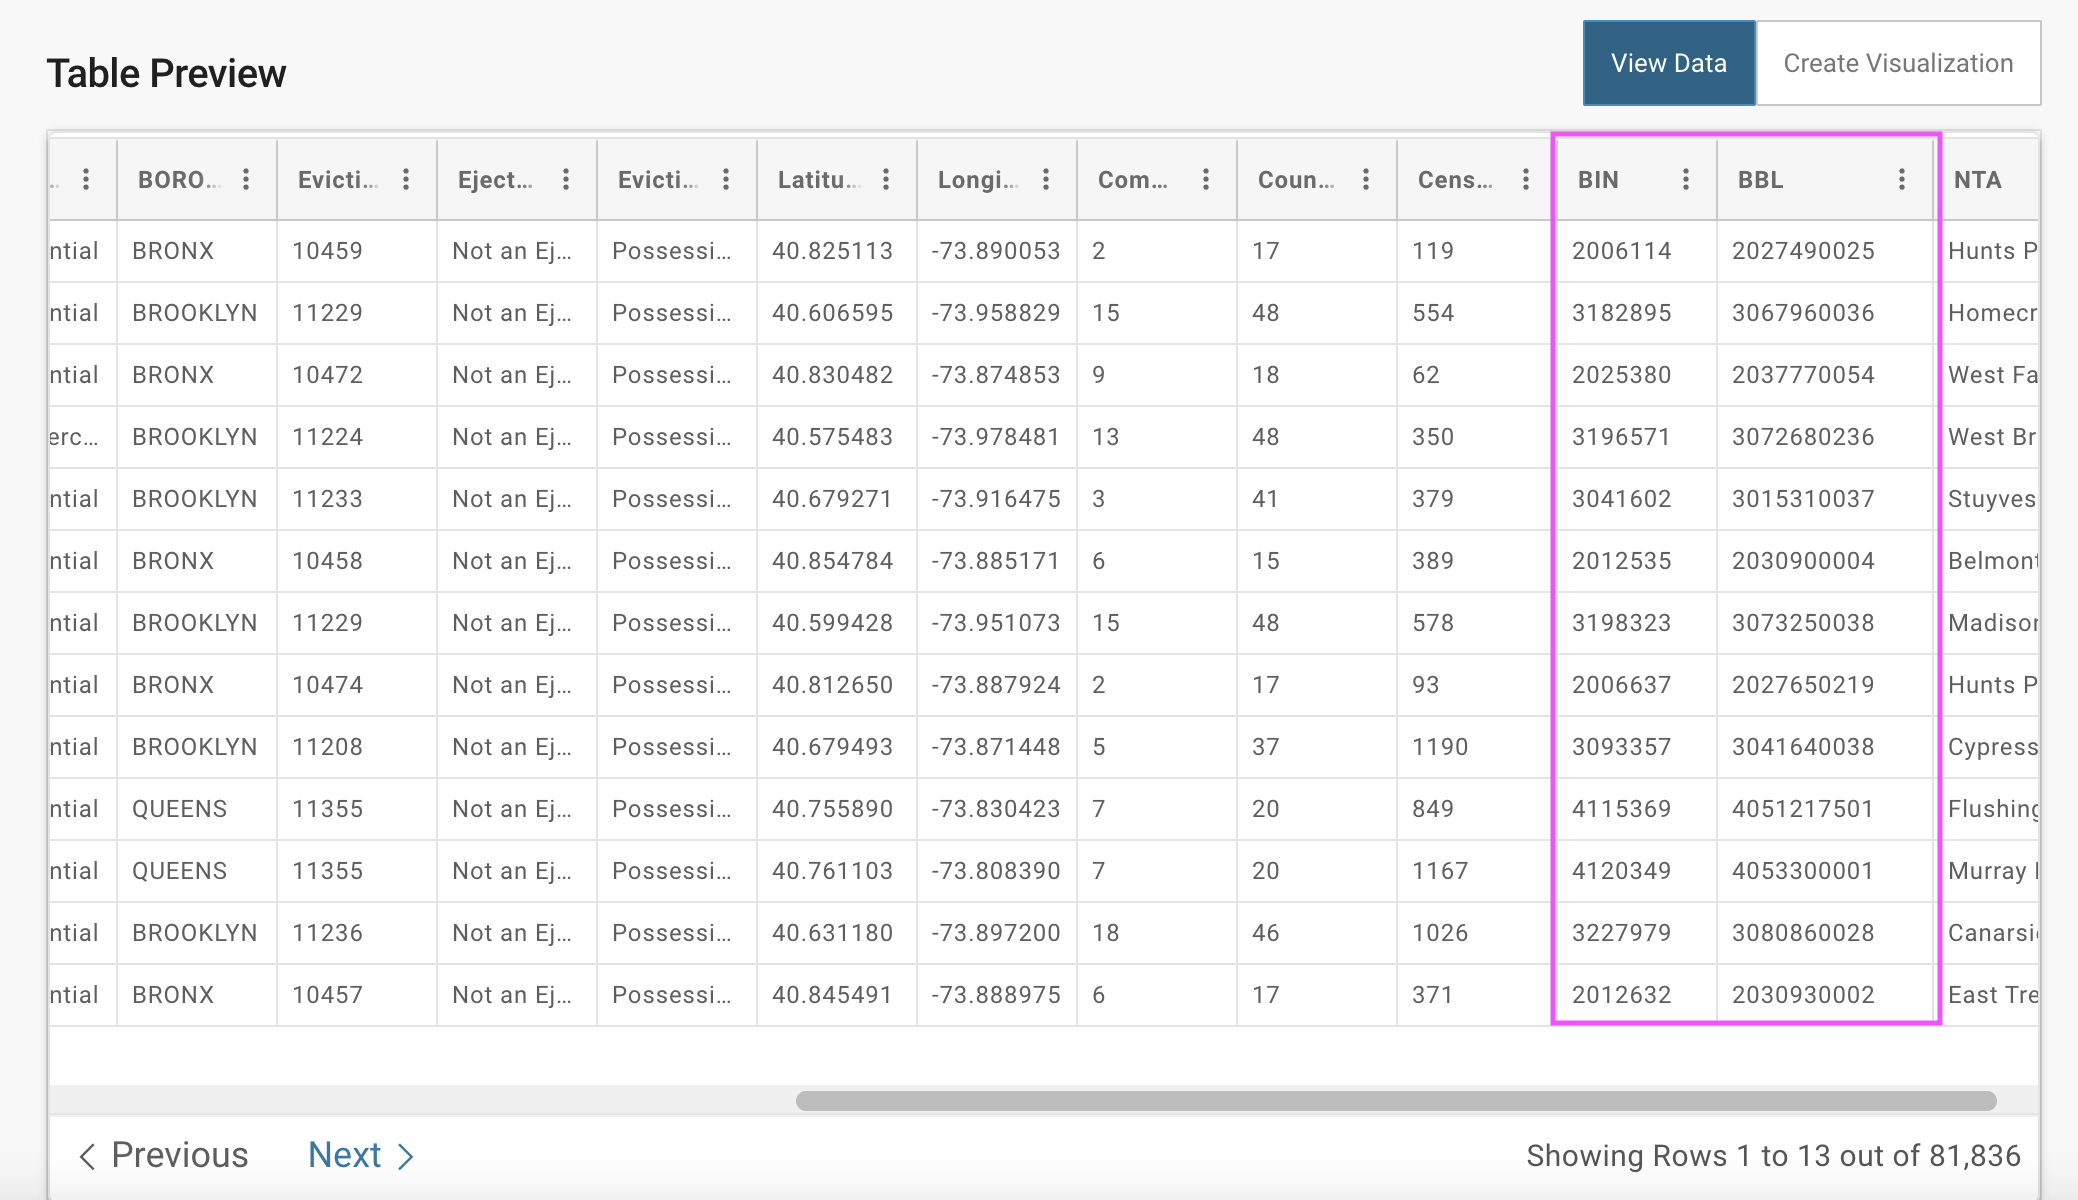 Table Preview
View Data Create Visualization
.. BORO... Evicti... Eject... Evicti... Latitu... Longi... Com... Coun... Cens... BIN BBL NTA
ntial BRONX 10459 Not an Ej... Possessi... 40.825113 -73.890053 2 17 119 2006114 2027490025 Hunts P
ntial BROOKLYN 11229 Not an Ej... Possessi... 40.606595 -73.958829 15 48 554 3182895 3067960036 Homecr
ntial BRONX 10472 Not an Ej... Possessi... 40.830482 -73.874853 9 18 62 2025380 2037770054 West Fa
erc... BROOKLYN 11224 Not an Ej... Possessi... 40.575483 -73.978481 13 48 350 3196571 3072680236 West Br
ntial BROOKLYN 11233 Not an Ej... Possessi... 40.679271 -73.916475 3 41 379 3041602 3015310037 Stuyves
ntial BRONX 10458 Not an Ej... Possessi... 40.854784 -73.885171 6 15 389 2012535 2030900004 Belmont
ntial BROOKLYN 11229 Not an Ej... Possessi... 40.599428 -73.951073 15 48 578 3198323 3073250038 Madison
ntial BRONX 10474 Not an Ej... Possessi... 40.812650 -73.887924 2 17 93 2006637 2027650219 Hunts P
ntial BROOKLYN 11208 Not an Ej... Possessi... 40.679493 -73.871448 5 37 1190 3093357 3041640038 Cypress
ntial QUEENS 11355 Not an Ej... Possessi... 40.755890 -73.830423 7 20 849 4115369 4051217501 Flushing
ntial QUEENS 11355 Not an Ej... Possessi... 40.761103 -73.808390 7 20 1167 4120349 4053300001 Murray
ntial BROOKLYN 11236 Not an Ej... Possessi... 40.631180 -73.897200 18 46 1026 3227979 3080860028 Canarsi
ntial BRONX 10457 Not an Ej... Possessi... 40.845491 -73.888975 6 17 371 2012632 2030930002 East Tre
Previous Next Showing Rows 1 to 13 out of 81,836